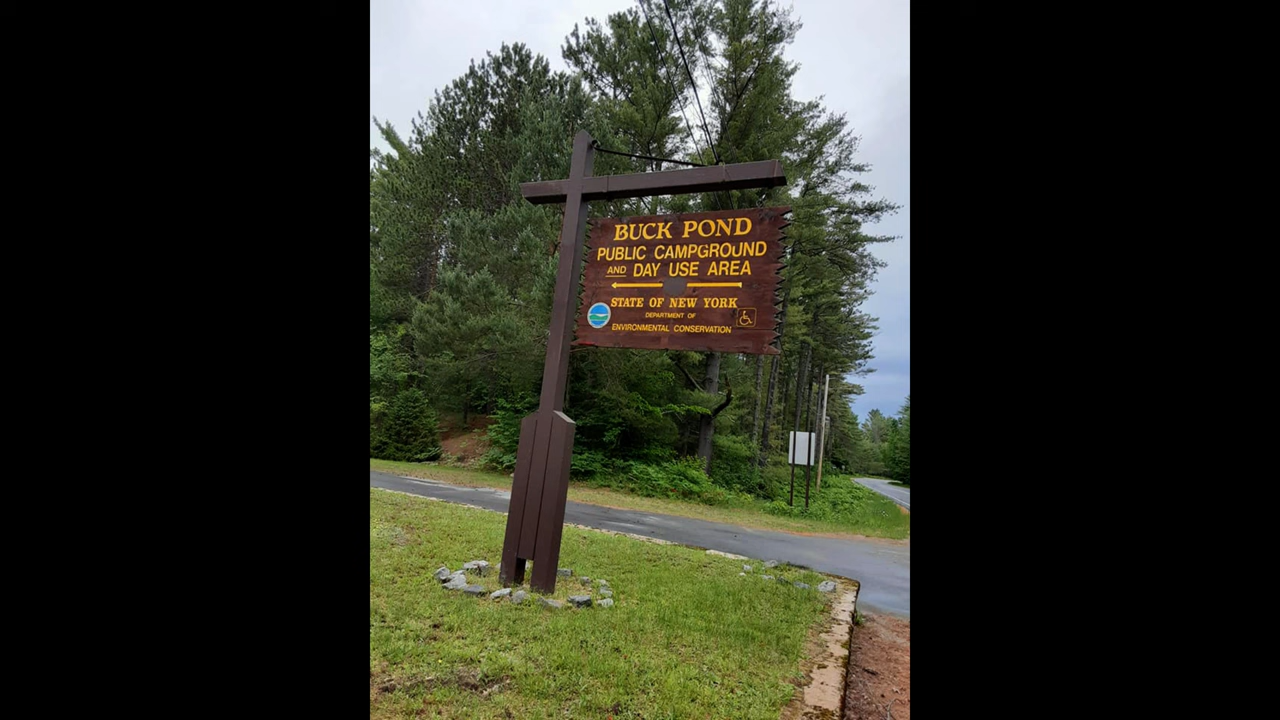 BUCK POND
PUBLIC CAMPGROUND
AND DAY USE AREA
STATE OF NEW YORK
DEPARTMENT OF
ENVIRONMENTAL CONSERVATION